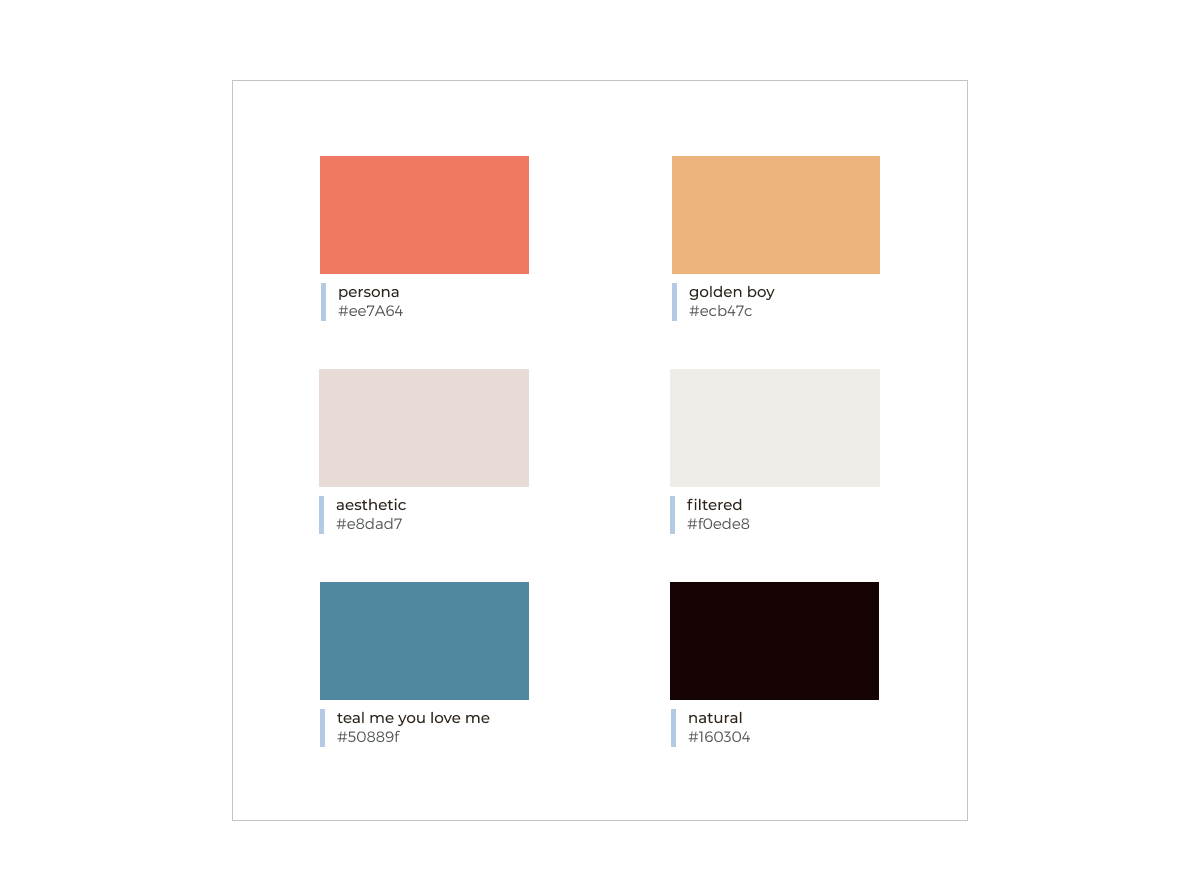 persona
#ee7A64
golden boy
#ecb47c
aesthetic
#e8dad7
filtered
#f0ede8
teal me you love me
#50889f
natural
#160304